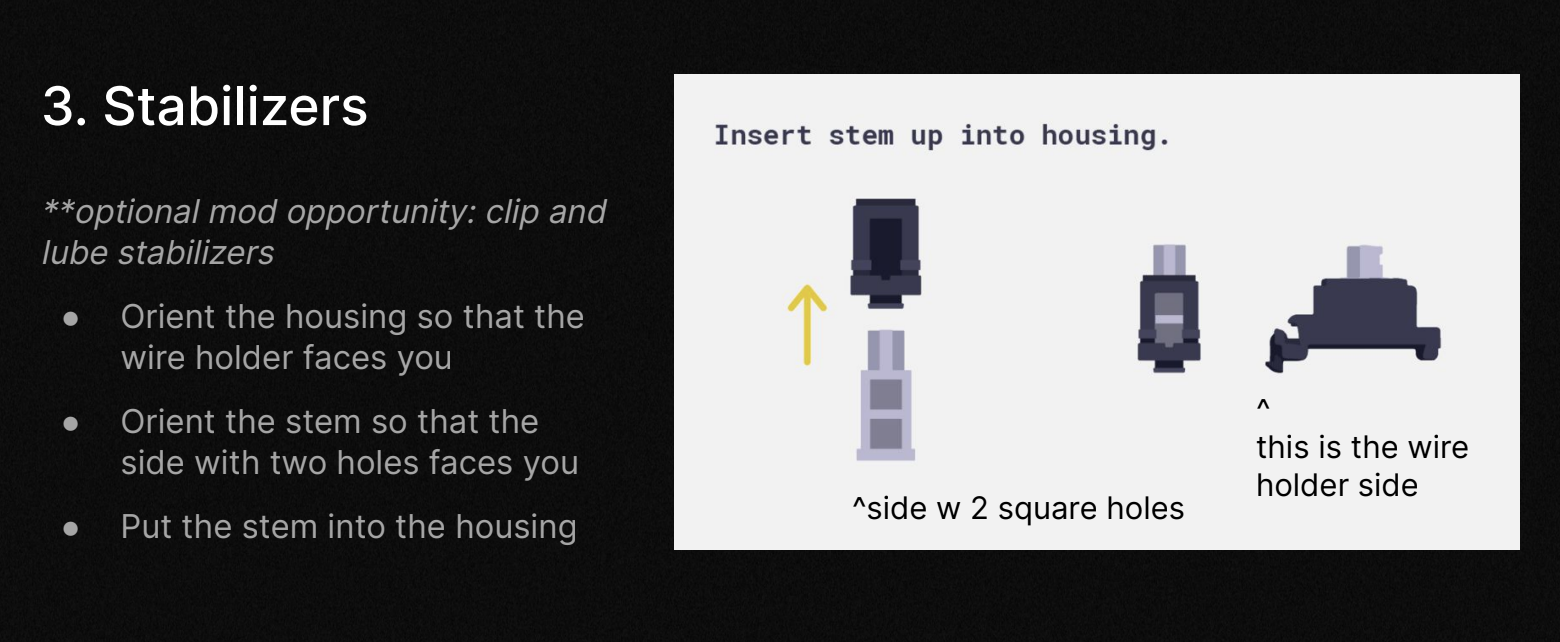 3. Stabilizers
**optional mod opportunity: clip and
lube stabilizers
● Orient the housing so that the
wire holder faces you
● Orient the stem so that the
side with two holes faces you
● Put the stem into the housing
Insert stem up into housing.
^side w 2 square holes
^
this is the wire
holder side